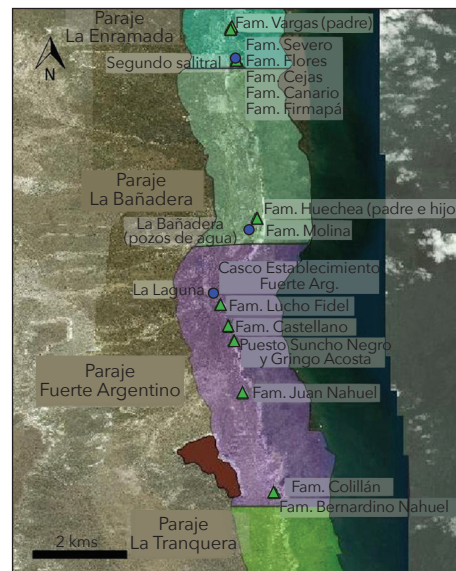 Paraje
La Enramada
Fam. Vargas (padre)
N
Segundo salitral
Fam. Severo
Fam. Flores
Fam. Cejas
Fam. Canario
Fam. Firmapá
Paraje
La Bañadera
Fam. Huechea (padre e hijo)
La Bañadera
(pozos de agua)
Fam. Molina
Casco Establecimiento
Fuerte Arg.
La Laguna
Fam. Lucho Fidel
Fam. Castellano
Puesto Suncho Negro
y Gringo Acosta
Paraje
Fuerte Argentino
Fam. Juan Nahuel
Fam. Colillán
Fam. Bernardino Nahuel
Paraje
La Tranquera
2 kms